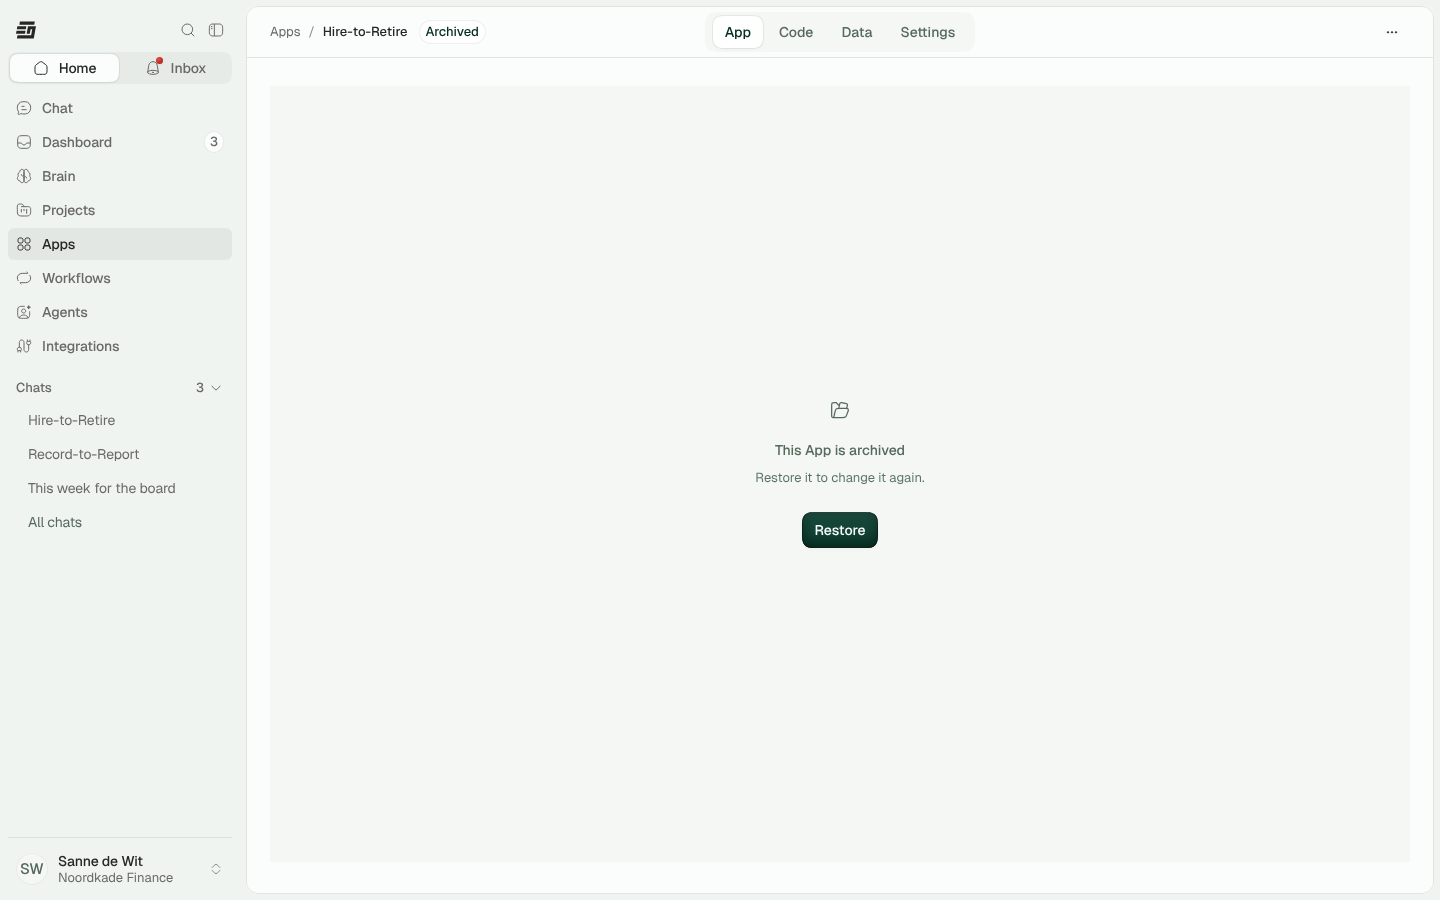 Apps / Hire-to-Retire Archived
App Code Data Settings
Home Inbox
Chat
Dashboard 3
Brain
Projects
Apps
Workflows
Agents
Integrations
Chats 3
Hire-to-Retire
Record-to-Report
This week for the board
All chats
This App is archived
Restore it to change it again.
Restore
SW
Sanne de Wit
Noordkade Finance